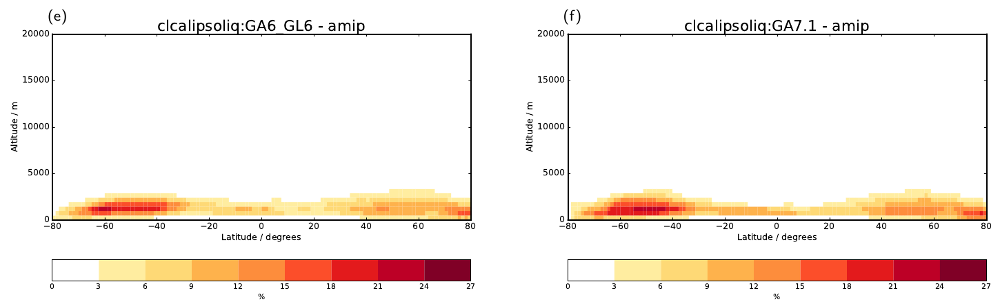 (e)
clcalipsoliq:GA6_GL6 - amip
20000
15000
10000
5000
0
Altitude / m
−80 −60 −40 −20 0 20 40 60 80
Latitude / degrees
0 3 6 9 12 15 18 21 24 27
%
(f)
clcalipsoliq:GA7.1 - amip
20000
15000
10000
5000
0
Altitude / m
−80 −60 −40 −20 0 20 40 60 80
Latitude / degrees
0 3 6 9 12 15 18 21 24 27
%